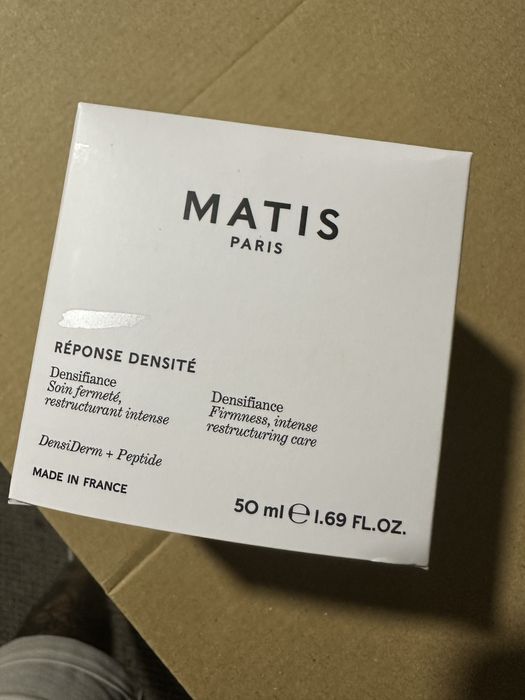 MATIS
PARIS
RÉPONSE DENSITÉ
Densifiance
Soin fermeté,
restructurant intense
Densifiance
Firmness, intense
restructuring care
DensiDerm + Peptide
MADE IN FRANCE
50 ml ℮ 1.69 FL.OZ.